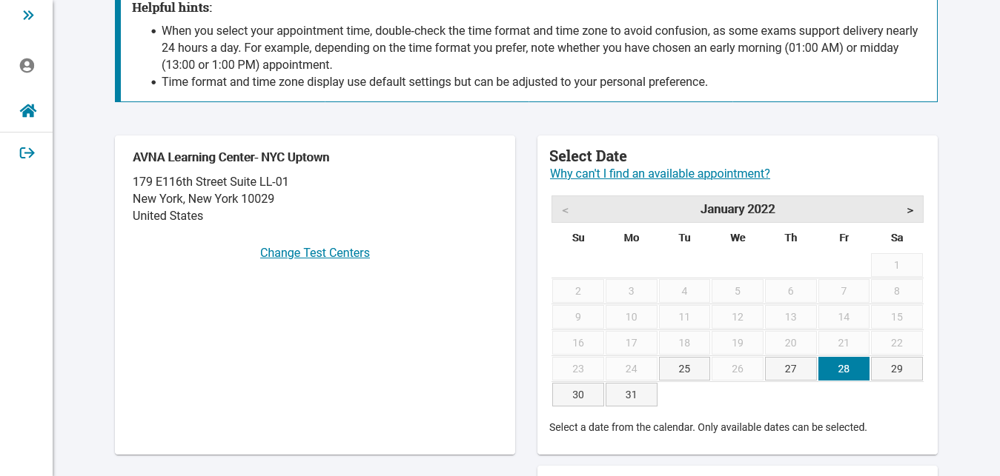 Helpful hints:
• When you select your appointment time, double-check the time format and time zone to avoid confusion, as some exams support delivery nearly
24 hours a day. For example, depending on the time format you prefer, note whether you have chosen an early morning (01:00 AM) or midday
(13:00 or 1:00 PM) appointment.
• Time format and time zone display use default settings but can be adjusted to your personal preference.
AVNA Learning Center- NYC Uptown
179 E116th Street Suite LL-01
New York, New York 10029
United States
Change Test Centers
Select Date
Why can't I find an available appointment?
< January 2022 >
Su Mo Tu We Th Fr Sa
1
2 3 4 5 6 7 8
9 10 11 12 13 14 15
16 17 18 19 20 21 22
23 24 25 26 27 28 29
30 31
Select a date from the calendar. Only available dates can be selected.